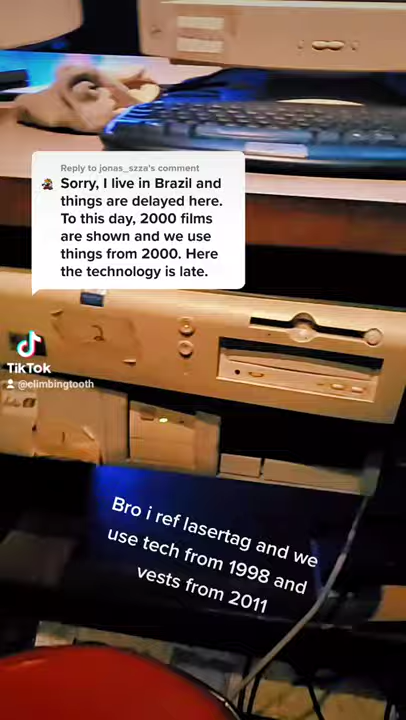 Reply to jonas_szza's comment
Sorry, I live in Brazil and
things are delayed here.
To this day, 2000 films
are shown and we use
things from 2000. Here
the technology is late.
TikTok
@climbingtooth
Bro i ref lasertag and we
use tech from 1998 and
vests from 2011